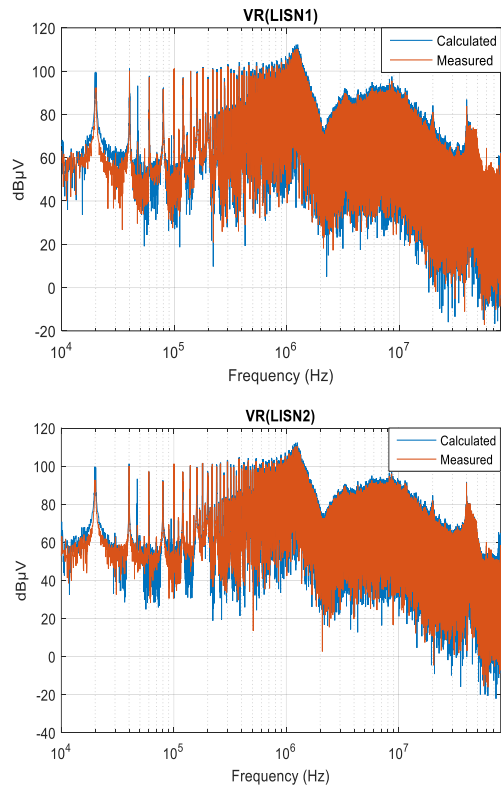 VR(LISN1)
120
100
80
60
40
20
0
-20
dBµV
Calculated
Measured
10^4
10^5
10^6
10^7
Frequency (Hz)
VR(LISN2)
120
100
80
60
40
20
0
-20
-40
dBµV
Calculated
Measured
10^4
10^5
10^6
10^7
Frequency (Hz)